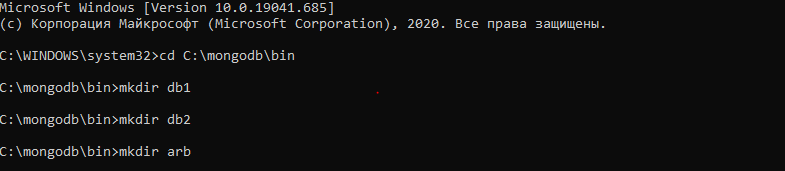 Microsoft Windows [Version 10.0.19041.685]
(c) Корпорация Майкрософт (Microsoft Corporation), 2020. Все права защищены.
C:\WINDOWS\system32>cd C:\mongodb\bin
C:\mongodb\bin>mkdir db1
C:\mongodb\bin>mkdir db2
C:\mongodb\bin>mkdir arb